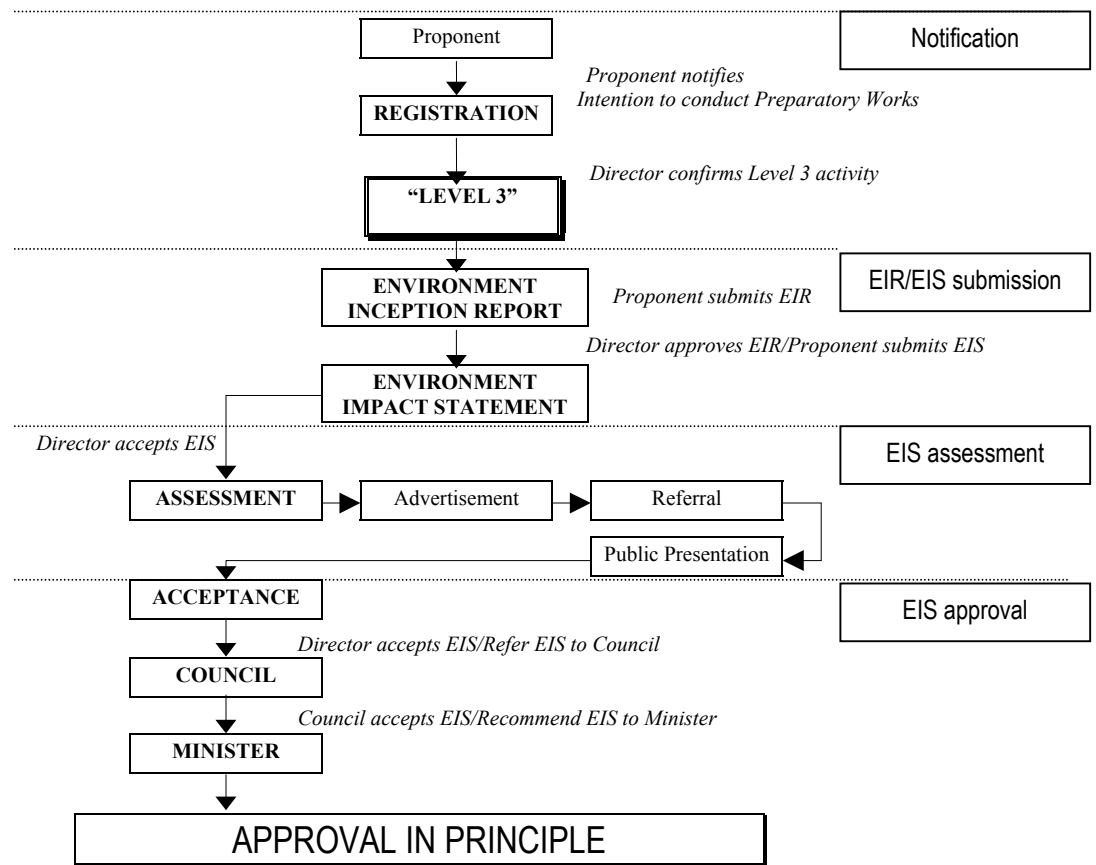 Proponent
Notification
Proponent notifies
Intention to conduct Preparatory Works
REGISTRATION
Director confirms Level 3 activity
“LEVEL 3”
EIR/EIS submission
ENVIRONMENT
INCEPTION REPORT
Proponent submits EIR
Director approves EIR/Proponent submits EIS
ENVIRONMENT
IMPACT STATEMENT
Director accepts EIS
EIS assessment
ASSESSMENT
Advertisement
Referral
Public Presentation
ACCEPTANCE
EIS approval
Director accepts EIS/Refer EIS to Council
COUNCIL
Council accepts EIS/Recommend EIS to Minister
MINISTER
APPROVAL IN PRINCIPLE